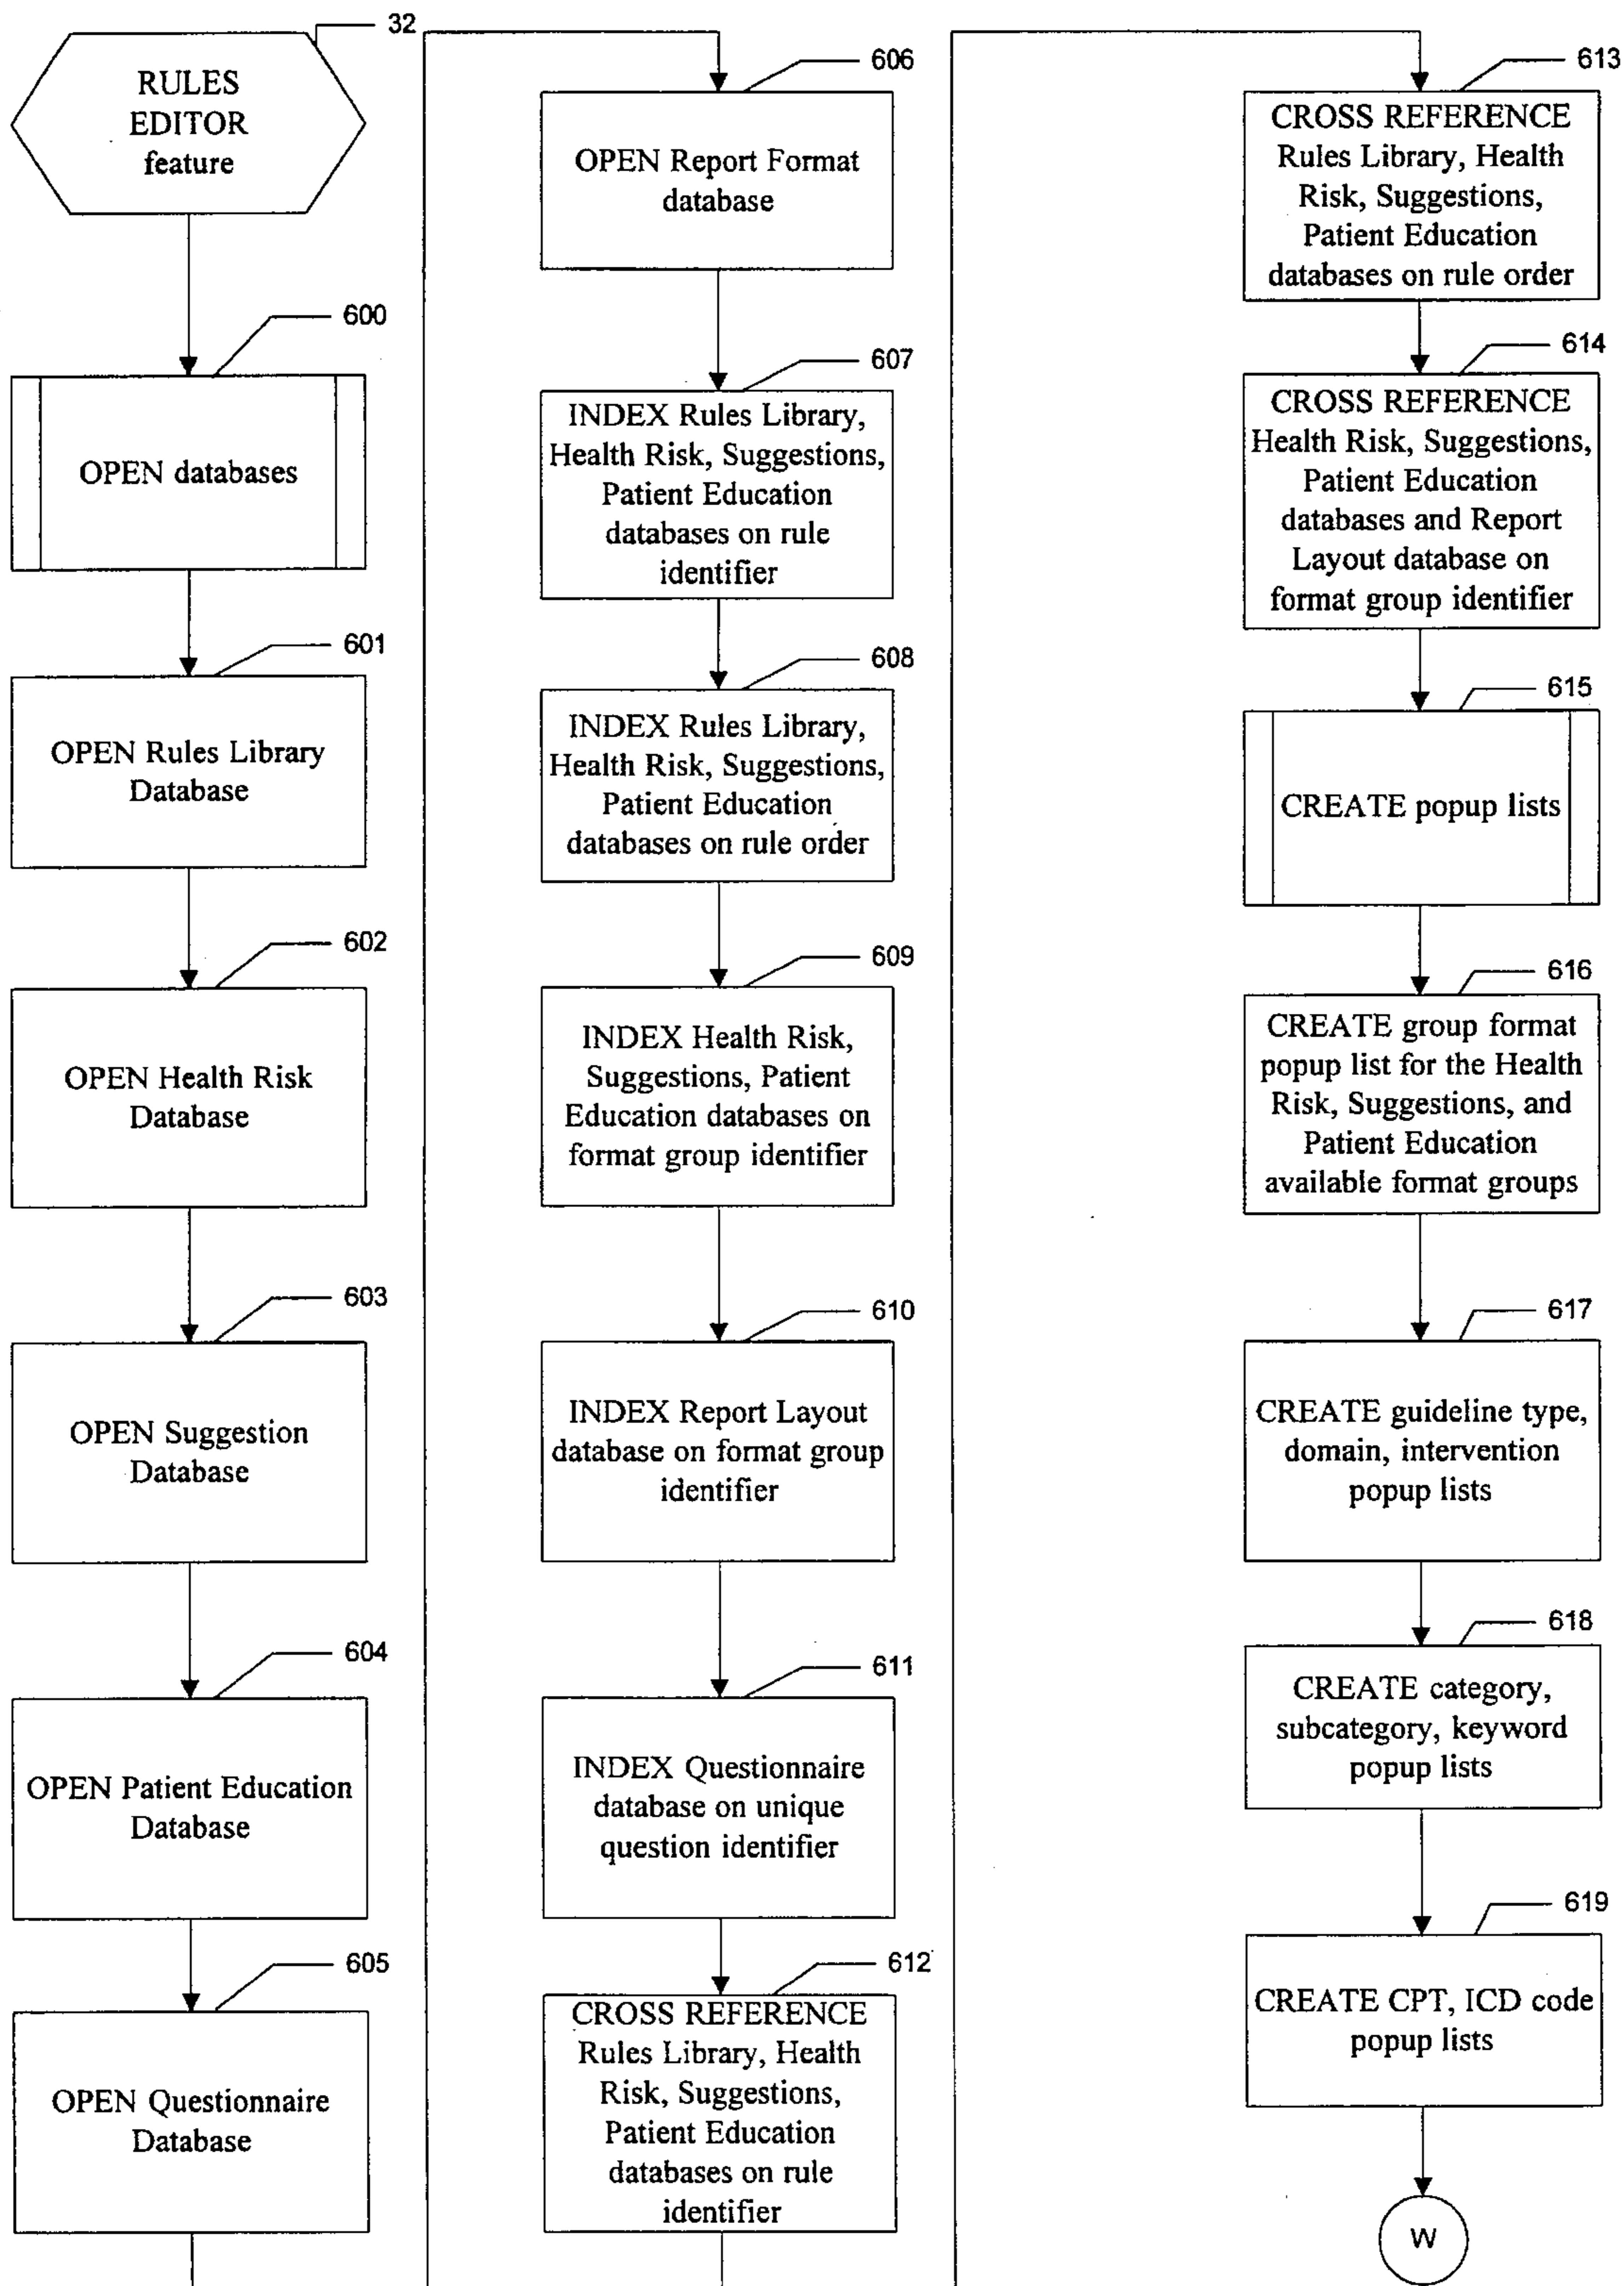 32
RULES
EDITOR
feature
600
OPEN databases
601
OPEN Rules Library
Database
602
OPEN Health Risk
Database
603
OPEN Suggestion
Database
604
OPEN Patient Education
Database
605
OPEN Questionnaire
Database
606
OPEN Report Format
database
607
INDEX Rules Library,
Health Risk, Suggestions,
Patient Education
databases on rule
identifier
608
INDEX Rules Library,
Health Risk, Suggestions,
Patient Education
databases on rule order
609
INDEX Health Risk,
Suggestions, Patient
Education databases on
format group identifier
610
INDEX Report Layout
database on format group
identifier
611
INDEX Questionnaire
database on unique
question identifier
612
CROSS REFERENCE
Rules Library, Health
Risk, Suggestions,
Patient Education
databases on rule
identifier
613
CROSS REFERENCE
Rules Library, Health
Risk, Suggestions,
Patient Education
databases on rule order
614
CROSS REFERENCE
Health Risk, Suggestions,
Patient Education
databases and Report
Layout database on
format group identifier
615
CREATE popup lists
616
CREATE group format
popup list for the Health
Risk, Suggestions, and
Patient Education
available format groups
617
CREATE guideline type,
domain, intervention
popup lists
618
CREATE category,
subcategory, keyword
popup lists
619
CREATE CPT, ICD code
popup lists
W